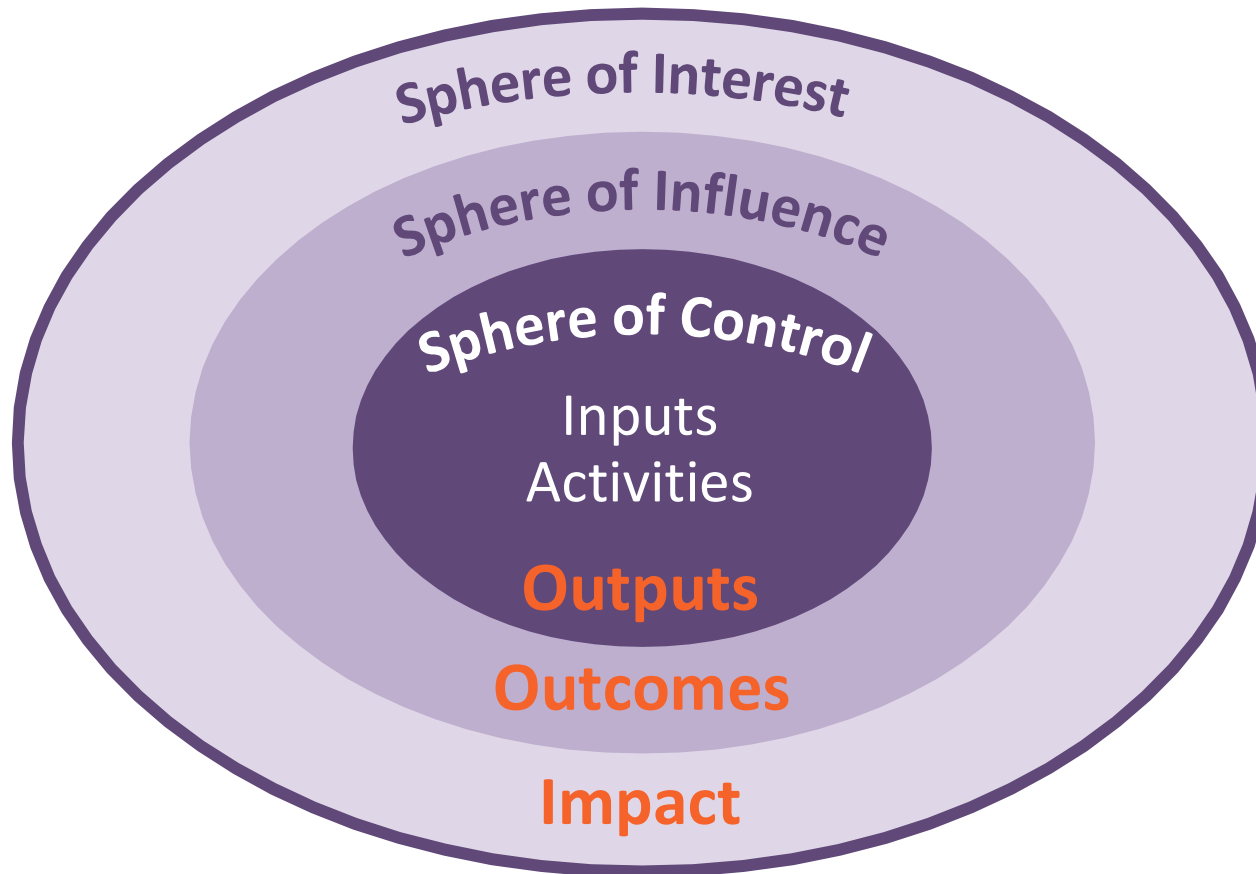 Sphere of Interest
Sphere of Influence
Sphere of Control
Inputs
Activities
Outputs
Outcomes
Impact